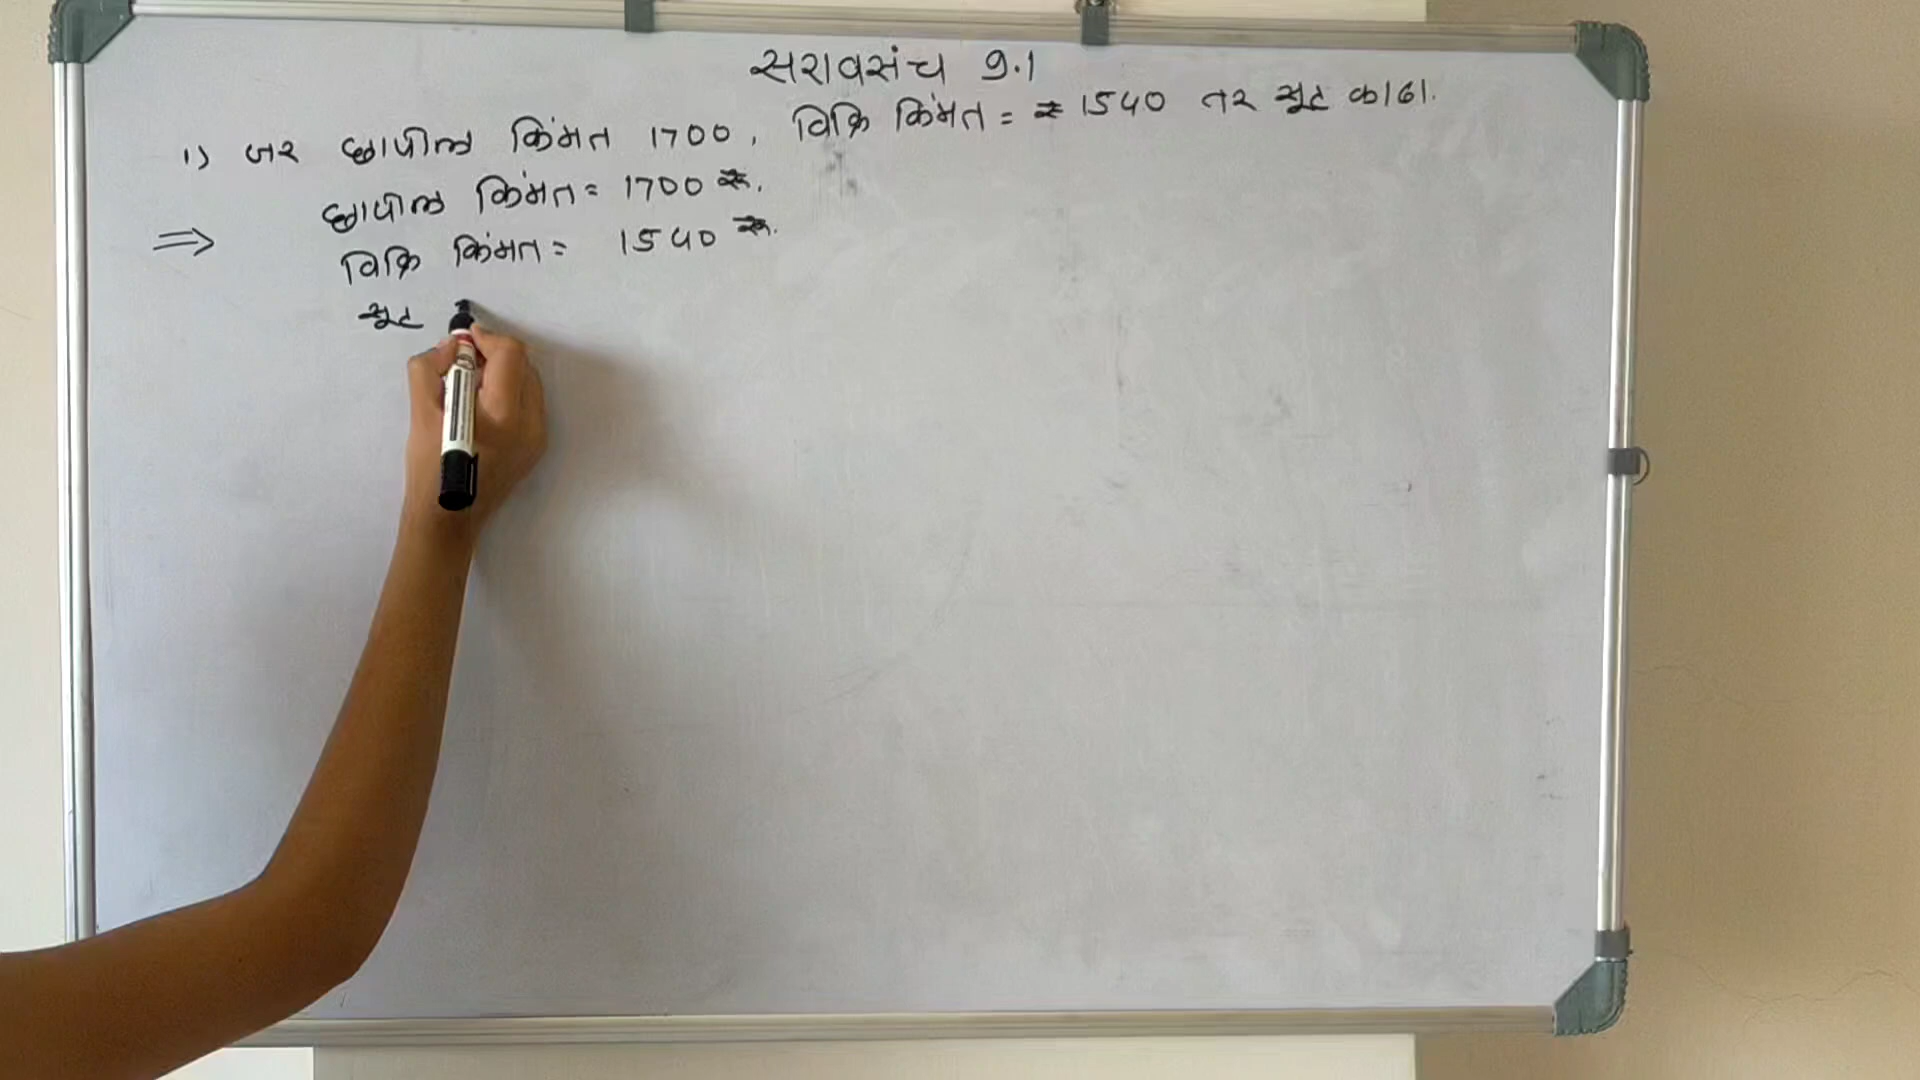 सरावसंच 9.1
1) जर छापील किंमत 1700, विक्रि किंमत = रु 1540 तर सूट काढा.
छापील किंमत = 1700 रु.
⇒ विक्रि किंमत = 1540 रु.
सूट =